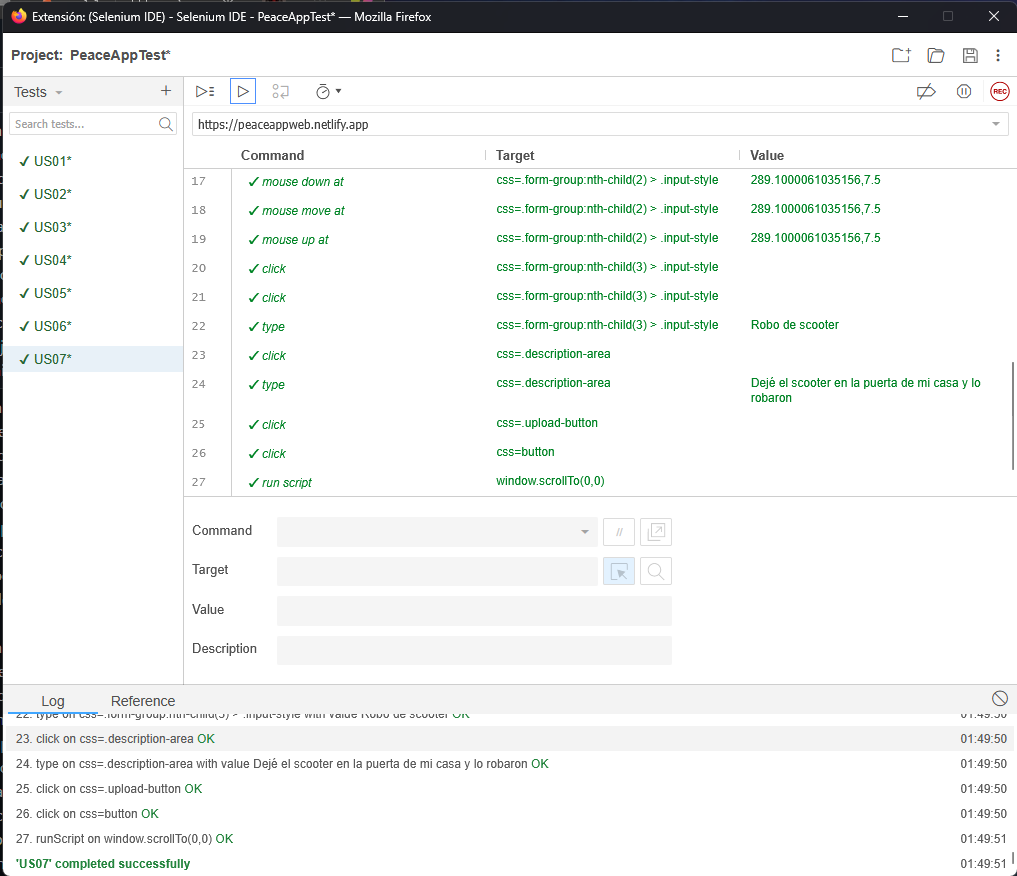 Extensión: (Selenium IDE) - Selenium IDE - PeaceAppTest* — Mozilla Firefox
Project: PeaceAppTest*
Tests
+
Search tests...
✓ US01*
✓ US02*
✓ US03*
✓ US04*
✓ US05*
✓ US06*
✓ US07*
REC
https://peaceappweb.netlify.app
Command Target Value
17 ✓ mouse down at css=.form-group:nth-child(2) > .input-style 289.1000061035156,7.5
18 ✓ mouse move at css=.form-group:nth-child(2) > .input-style 289.1000061035156,7.5
19 ✓ mouse up at css=.form-group:nth-child(2) > .input-style 289.1000061035156,7.5
20 ✓ click css=.form-group:nth-child(3) > .input-style
21 ✓ click css=.form-group:nth-child(3) > .input-style
22 ✓ type css=.form-group:nth-child(3) > .input-style Robo de scooter
23 ✓ click css=.description-area
24 ✓ type css=.description-area Dejé el scooter en la puerta de mi casa y lo
robaron
25 ✓ click css=.upload-button
26 ✓ click css=button
27 ✓ run script window.scrollTo(0,0)
Command
//
Target
Value
Description
Log Reference
22. type on css=.form-group:nth-child(3) > .input-style with value Robo de scooter OK 01:49:50
23. click on css=.description-area OK 01:49:50
24. type on css=.description-area with value Dejé el scooter en la puerta de mi casa y lo robaron OK 01:49:50
25. click on css=.upload-button OK 01:49:50
26. click on css=button OK 01:49:50
27. runScript on window.scrollTo(0,0) OK 01:49:51
'US07' completed successfully 01:49:51